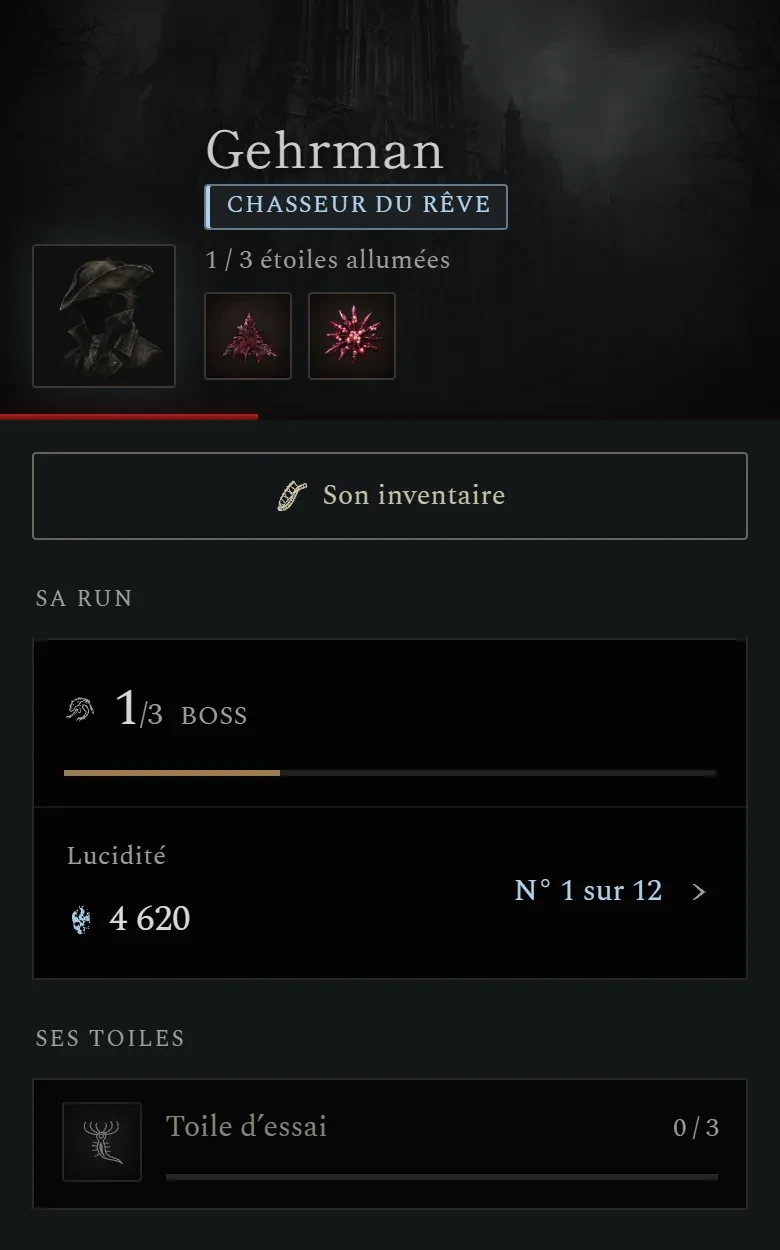 Gehrman
CHASSEUR DU RÊVE
1 / 3 étoiles allumées
Son inventaire
SA RUN
1/3 BOSS
Lucidité
4 620
N° 1 sur 12 >
SES TOILES
Toile d’essai
0 / 3